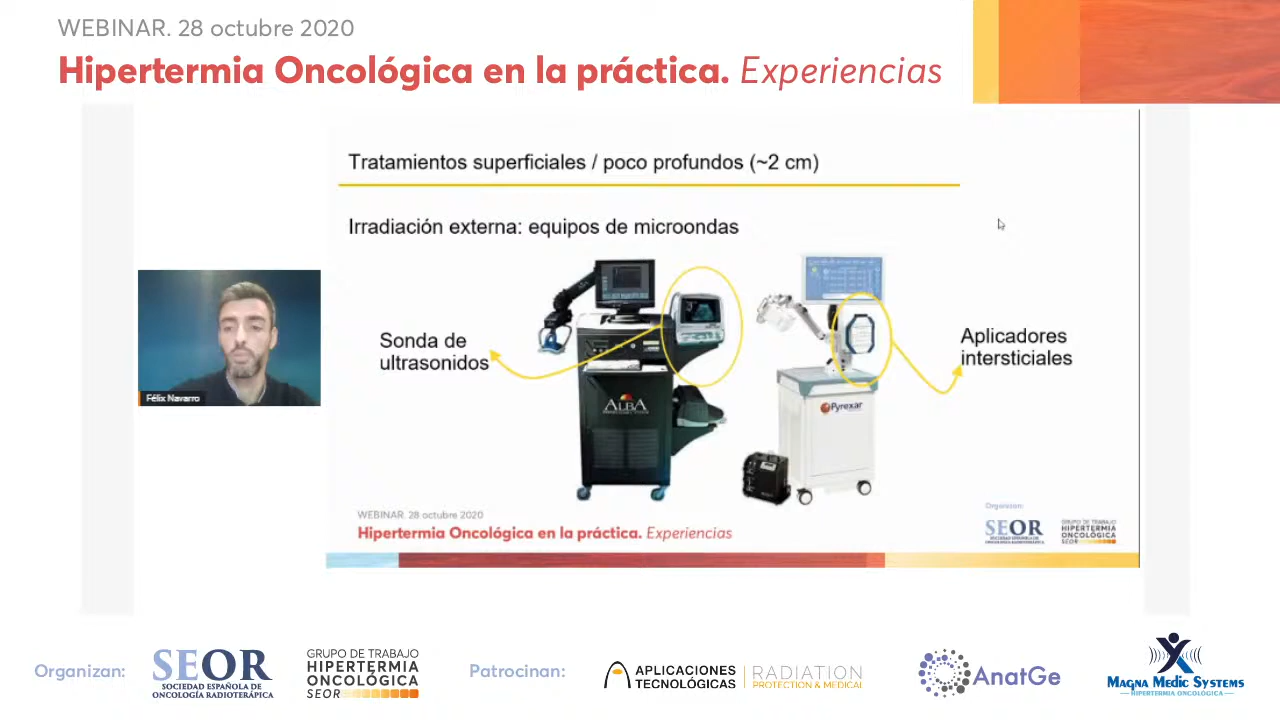 WEBINAR. 28 octubre 2020
Hipertermia Oncológica en la práctica. Experiencias
Tratamientos superficiales / poco profundos (~2 cm)
Irradiación externa: equipos de microondas
Sonda de
ultrasonidos
Aplicadores
intersticiales
ALBA
Pyrexar
Félix Navarro
WEBINAR. 28 octubre 2020
Hipertermia Oncológica en la práctica. Experiencias
Organizan:
SEOR
SOCIEDAD ESPAÑOLA DE
ONCOLOGÍA RADIOTERÁPICA
GRUPO DE TRABAJO
HIPERTERMIA
ONCOLÓGICA
SEOR
Organizan:
SEOR
SOCIEDAD ESPAÑOLA DE
ONCOLOGÍA RADIOTERÁPICA
GRUPO DE TRABAJO
HIPERTERMIA
ONCOLÓGICA
SEOR
Patrocinan:
APLICACIONES
TECNOLÓGICAS
RADIATION
PROTECTION & MEDICAL
AnatGe
MAGNA MEDIC SYSTEMS
HIPERTERMIA ONCOLÓGICA